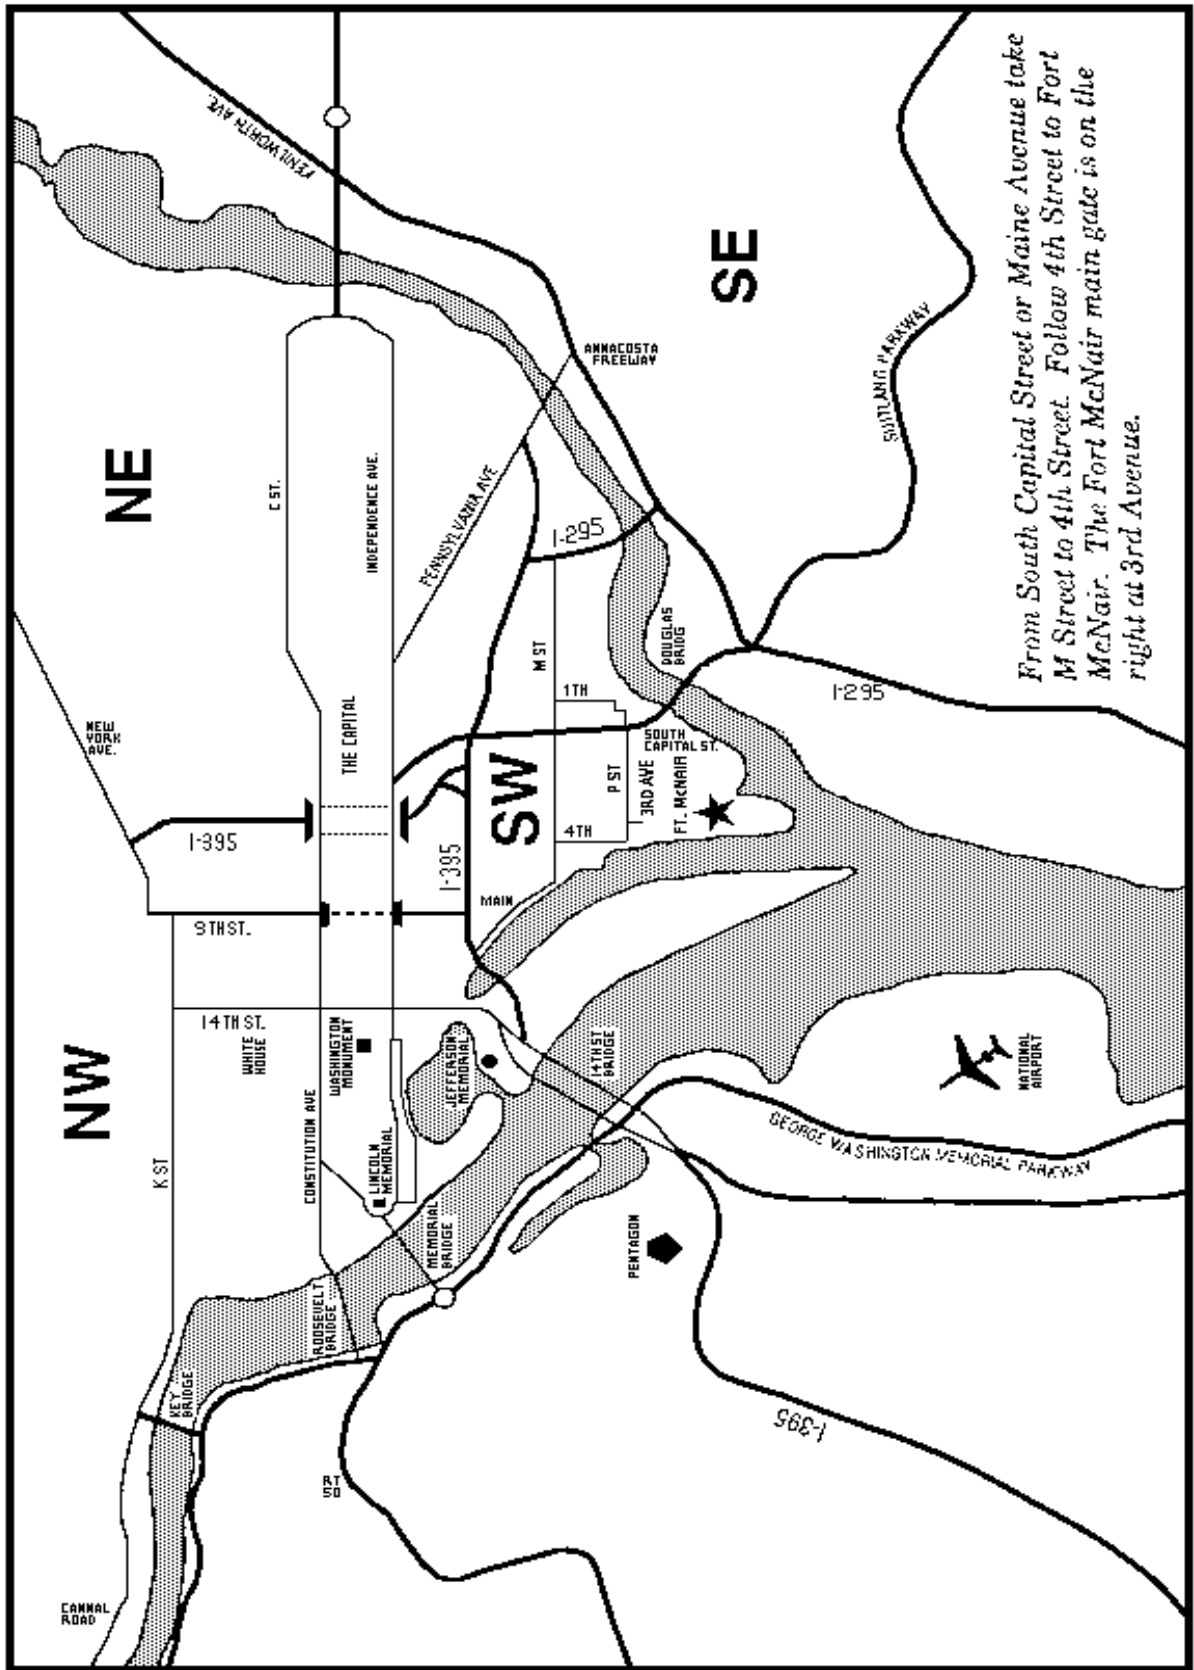 NW
NE
SW
SE
CANNAL
ROAD
KEY
BRIDGE
K ST
NEW
YORK
AVE.
9TH ST.
I-395
14TH ST.
WHITE
HOUSE
C ST.
KENILWORTH AVE.
ROOSEVELT
BRIDGE
CONSTITUTION AVE
WASHINGTON
MONUMENT
THE CAPITAL
INDEPENDENCE AVE.
RT
50
LINCOLN
MEMORIAL
MEMORIAL
BRIDGE
JEFFERSON
MEMORIAL
I-395
MAIN
PENNSYLVANIA AVE
ANNACOSTA
FREEWAY
M ST
I-295
4TH
1TH
P ST
3RD AVE
FT. McNAIR
SOUTH
CAPITAL ST.
DOUGLAS
BRIDG
14TH ST
BRIDGE
PENTAGON
I-395
GEORGE WASHINGTON MEMORIAL PARKWAY
NATIONAL
AIRPORT
I-295
SUITLAND PARKWAY
From South Capital Street or Maine Avenue take
M Street to 4th Street. Follow 4th Street to Fort
McNair. The Fort McNair main gate is on the
right at 3rd Avenue.